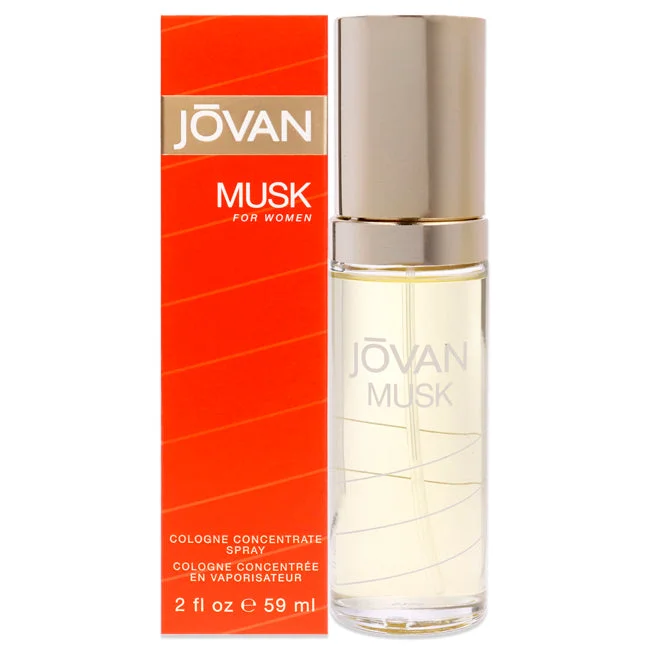 JŌVAN
MUSK
FOR WOMEN
COLOGNE CONCENTRATE
SPRAY
COLOGNE CONCENTRÉE
EN VAPORISATEUR
2 fl oz ℮ 59 ml
JŌVAN
MUSK